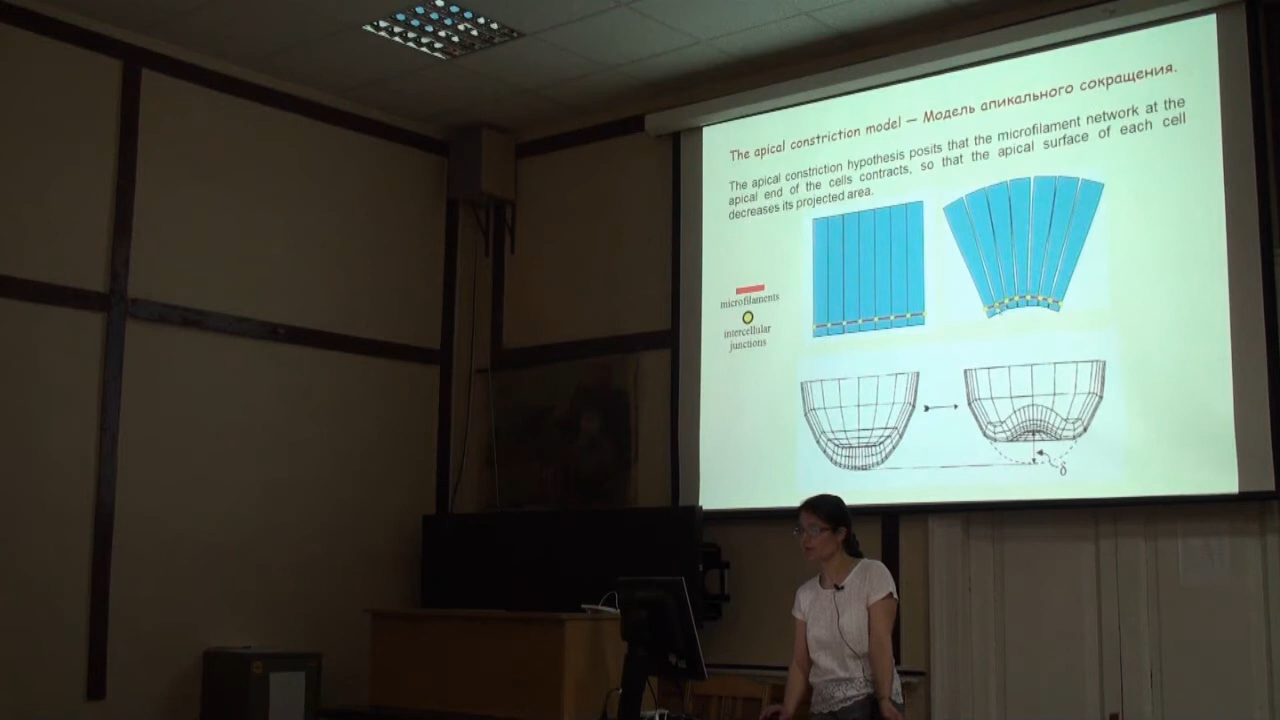 The apical constriction model — Модель апикального сокращения.
The apical constriction hypothesis posits that the microfilament network at the
apical end of the cells contracts, so that the apical surface of each cell
decreases its projected area.
microfilaments
intercellular
junctions
δ